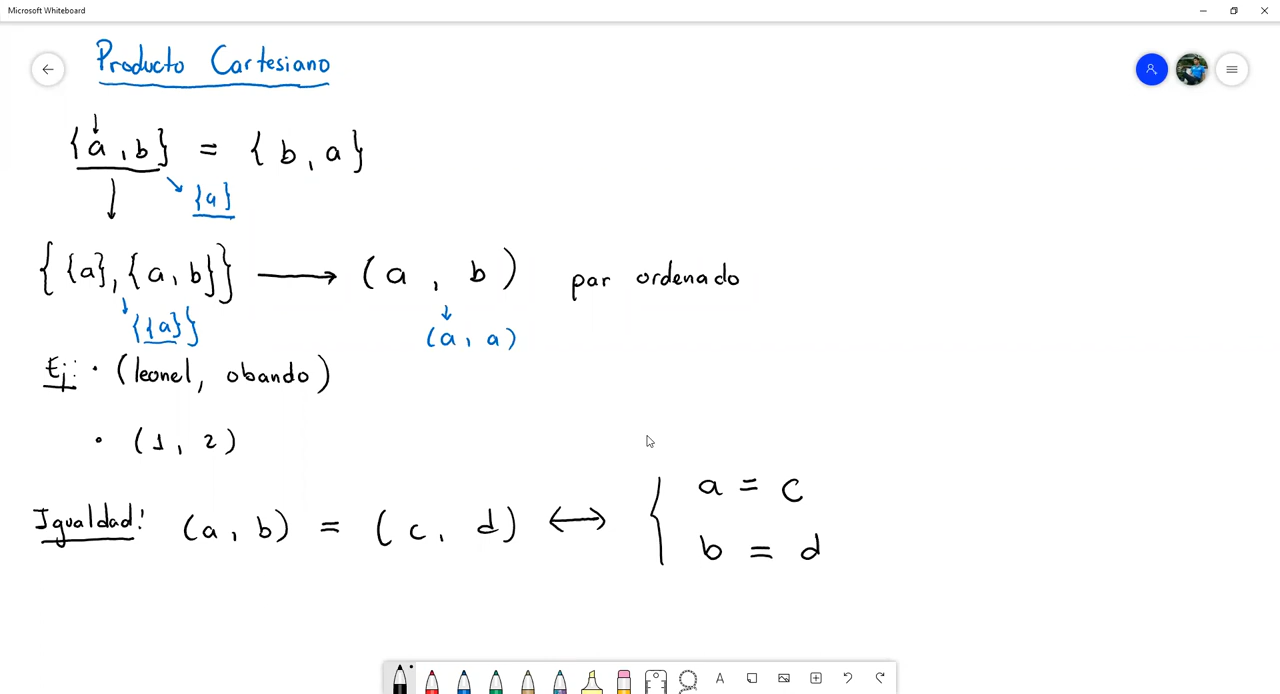 Microsoft Whiteboard
Producto Cartesiano
{a, b} = {b, a}
{a}
{{a}, {a, b}} ⟶ (a, b) par ordenado
{{a}} (a, a)
Ej: • (leonel, obando)
• (1, 2)
Igualdad: (a, b) = (c, d) ⟷ { a = c
b = d
A